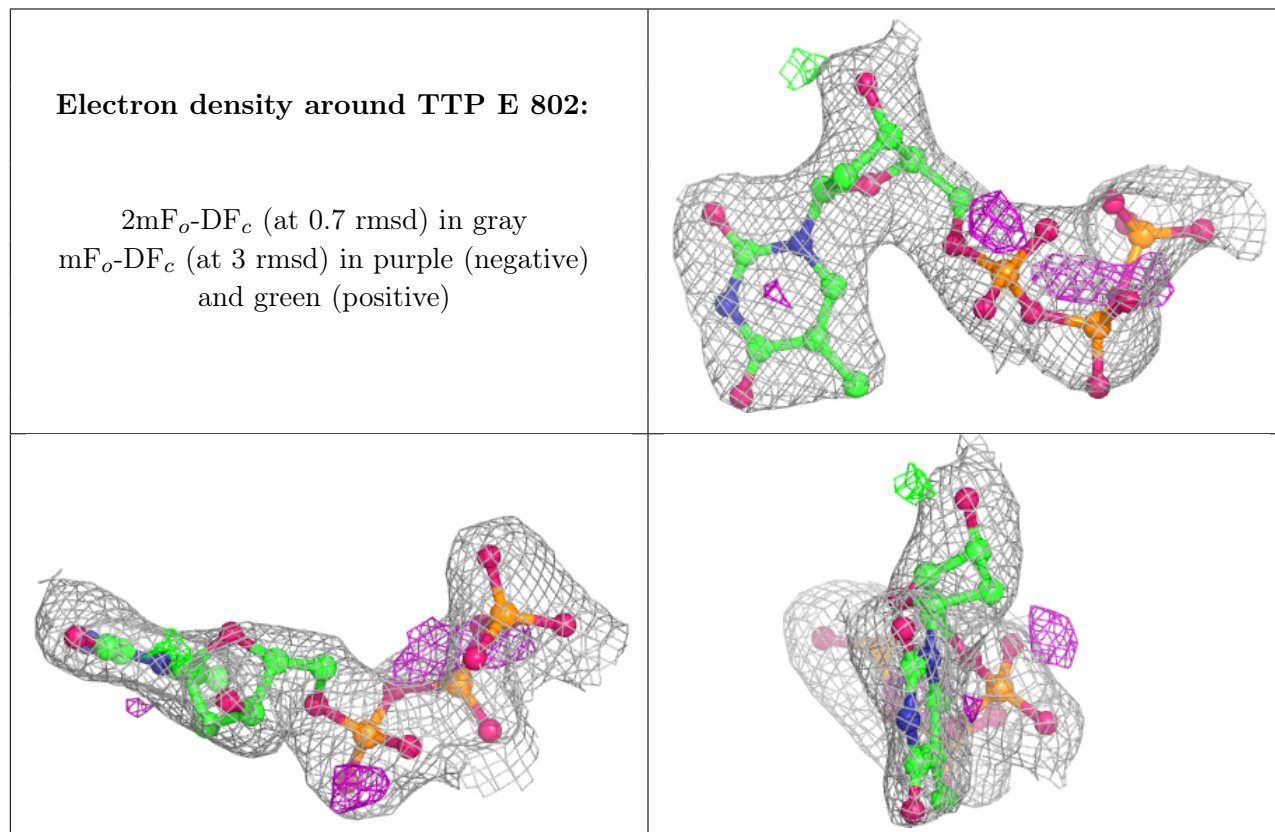 Electron density around TTP E 802:
2mFo-DFc (at 0.7 rmsd) in gray
mFo-DFc (at 3 rmsd) in purple (negative)
and green (positive)